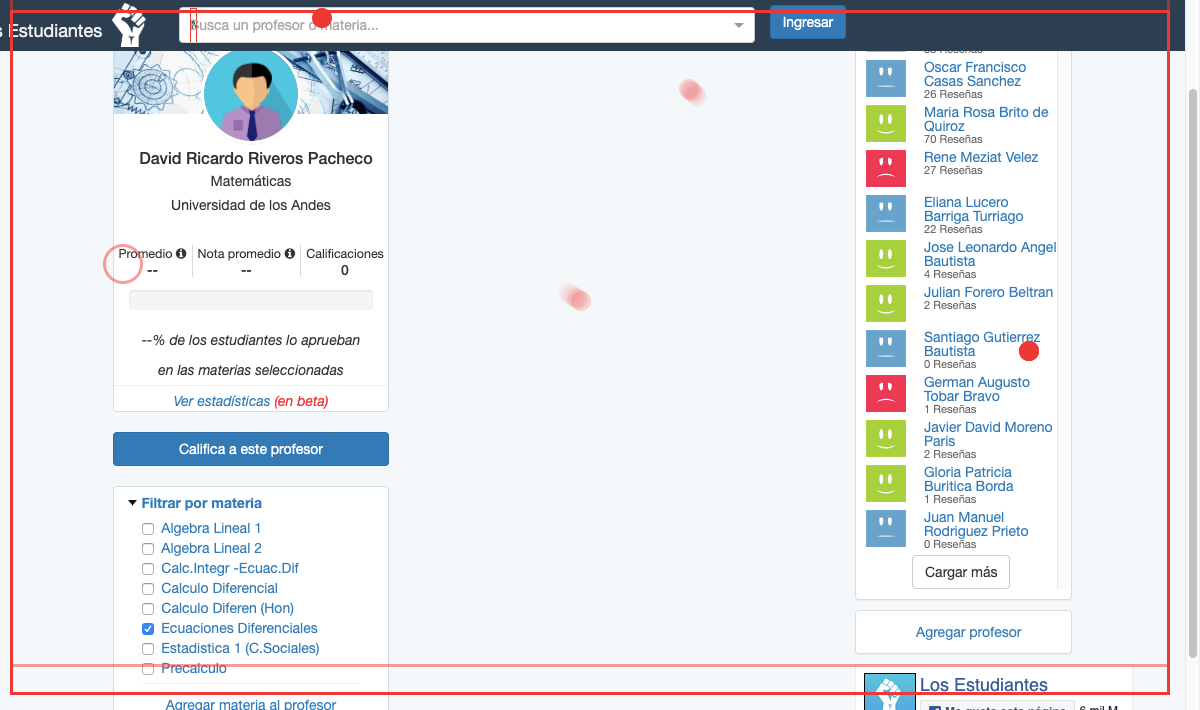 Estudiantes
Busca un profesor o materia...
Ingresar
David Ricardo Riveros Pacheco
Matemáticas
Universidad de los Andes
Promedio
--
Nota promedio
--
Calificaciones
0
--% de los estudiantes lo aprueban
en las materias seleccionadas
Ver estadísticas (en beta)
Califica a este profesor
Filtrar por materia
Algebra Lineal 1
Algebra Lineal 2
Calc.Integr -Ecuac.Dif
Calculo Diferencial
Calculo Diferen (Hon)
Ecuaciones Diferenciales
Estadistica 1 (C.Sociales)
Precalculo
Agregar materia al profesor
Oscar Francisco
Casas Sanchez
26 Reseñas
Maria Rosa Brito de
Quiroz
70 Reseñas
Rene Meziat Velez
27 Reseñas
Eliana Lucero
Barriga Turriago
22 Reseñas
Jose Leonardo Angel
Bautista
4 Reseñas
Julian Forero Beltran
2 Reseñas
Santiago Gutierrez
Bautista
0 Reseñas
German Augusto
Tobar Bravo
1 Reseñas
Javier David Moreno
Paris
2 Reseñas
Gloria Patricia
Buritica Borda
1 Reseñas
Juan Manuel
Rodriguez Prieto
0 Reseñas
Cargar más
Agregar profesor
Los Estudiantes
Me gusta esta página
6 mil M